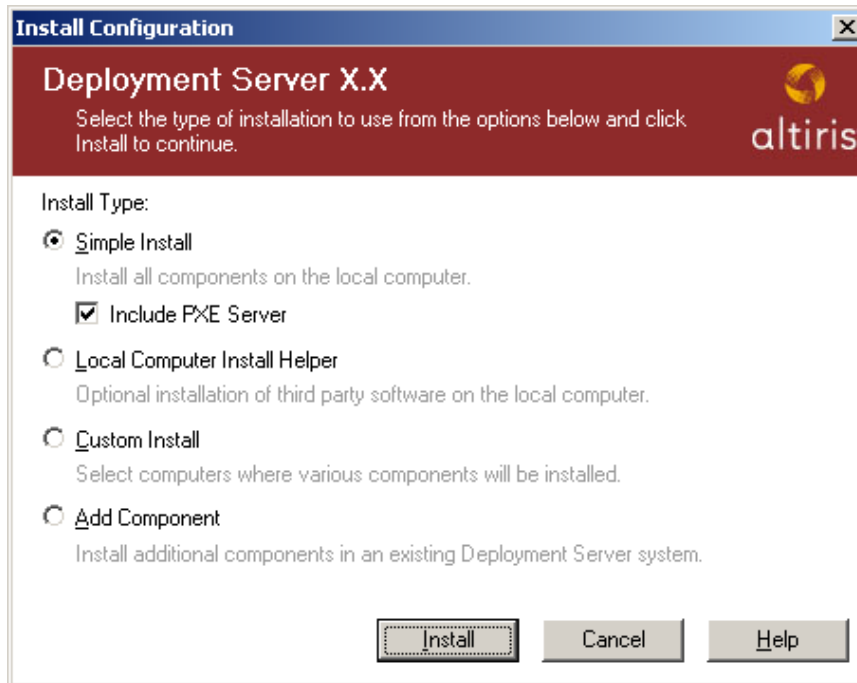 Install Configuration
Deployment Server X.X
Select the type of installation to use from the options below and click
Install to continue.
altiris
Install Type:
Simple Install
Install all components on the local computer.
Include PXE Server
Local Computer Install Helper
Optional installation of third party software on the local computer.
Custom Install
Select computers where various components will be installed.
Add Component
Install additional components in an existing Deployment Server system.
Install Cancel Help